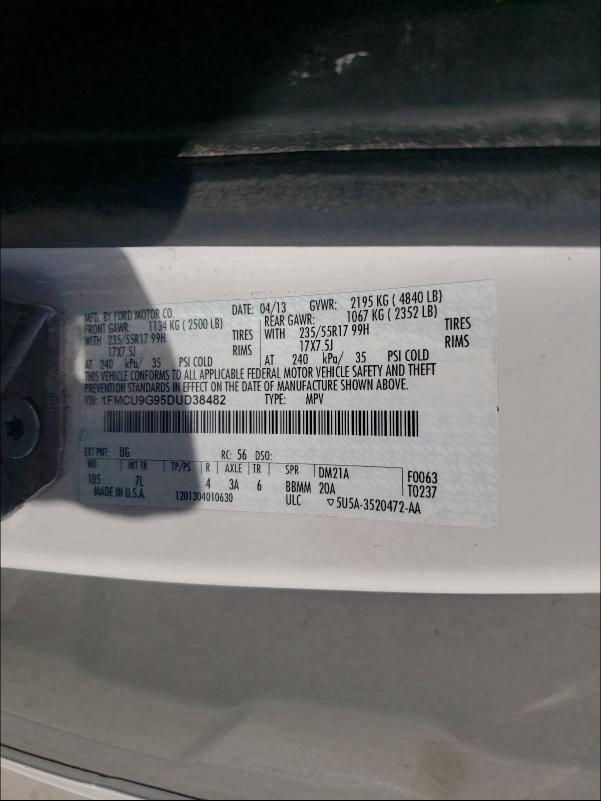 MFD. BY FORD MOTOR CO. DATE: 04/13 GVWR: 2195 KG ( 4840 LB)
FRONT GAWR: 1134 KG ( 2500 LB) REAR GAWR: 1067 KG ( 2352 LB)
WITH 235/55R17 99H TIRES WITH 235/55R17 99H TIRES
17X7.5J RIMS 17X7.5J RIMS
AT 240 kPa/ 35 PSI COLD AT 240 kPa/ 35 PSI COLD
THIS VEHICLE CONFORMS TO ALL APPLICABLE FEDERAL MOTOR VEHICLE SAFETY AND THEFT
PREVENTION STANDARDS IN EFFECT ON THE DATE OF MANUFACTURE SHOWN ABOVE.
VIN: 1FMCU9G95DUD38482 TYPE: MPV
EXT PNT: UG RC: 56 DSO:
WB INT TR TP/PS R AXLE TR SPR DM21A F0063
105 7L 4 3A 6 BBMM 20A T0237
MADE IN U.S.A. 1201304010630 ULC ▽5U5A-3520472-AA